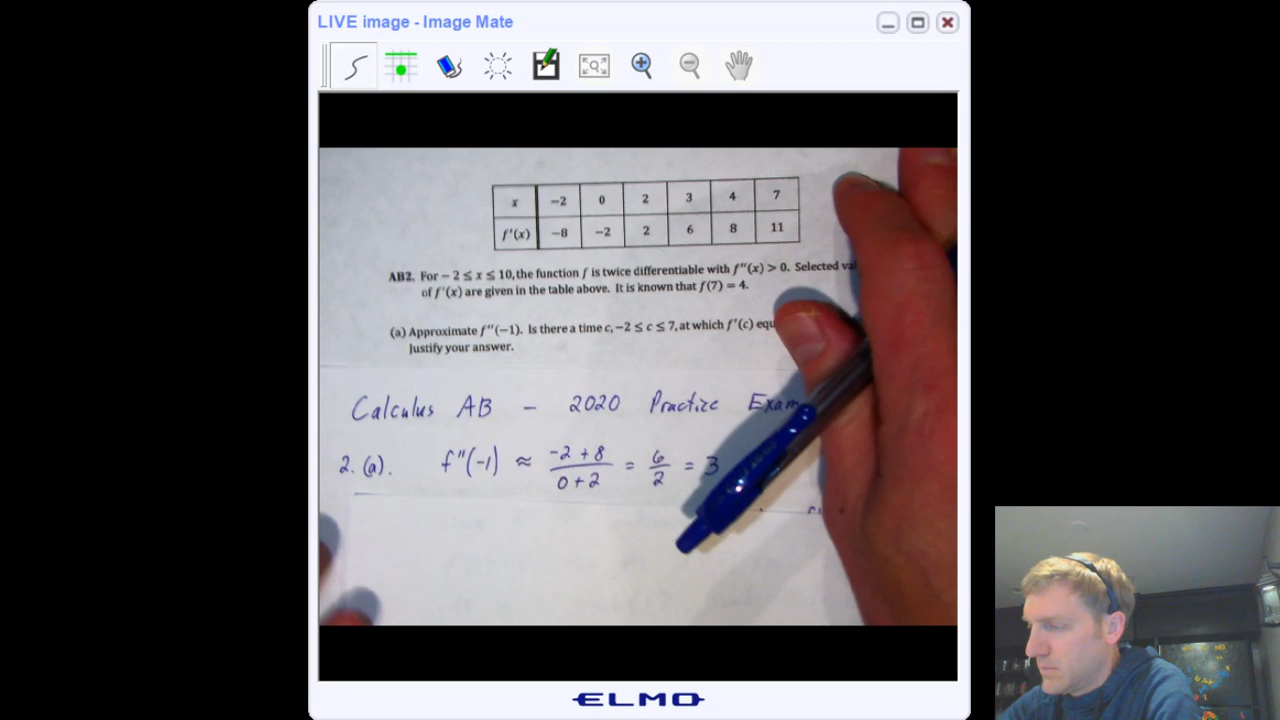 LIVE image - Image Mate
x −2 0 2 3 4 7
f'(x) −8 −2 2 6 8 11
AB2. For − 2 ≤ x ≤ 10, the function f is twice differentiable with f''(x) > 0. Selected
of f'(x) are given in the table above. It is known that f(7) = 4.
(a) Approximate f''(−1). Is there a time c, −2 ≤ c ≤ 7, at which f'(c)
Justify your answer.
Calculus AB − 2020 Practice Exam
2. (a). f"(-1) ≈ -2 + 8 / 0 + 2 = 6 / 2 = 3
ELMO